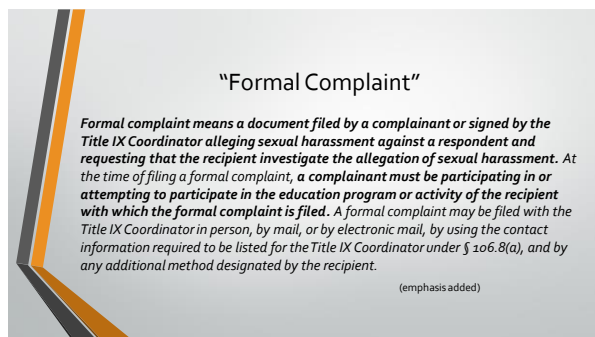 “Formal Complaint”
Formal complaint means a document filed by a complainant or signed by the
Title IX Coordinator alleging sexual harassment against a respondent and
requesting that the recipient investigate the allegation of sexual harassment. At
the time of filing a formal complaint, a complainant must be participating in or
attempting to participate in the education program or activity of the recipient
with which the formal complaint is filed. A formal complaint may be filed with the
Title IX Coordinator in person, by mail, or by electronic mail, by using the contact
information required to be listed for the Title IX Coordinator under § 106.8(a), and by
any additional method designated by the recipient.
(emphasis added)